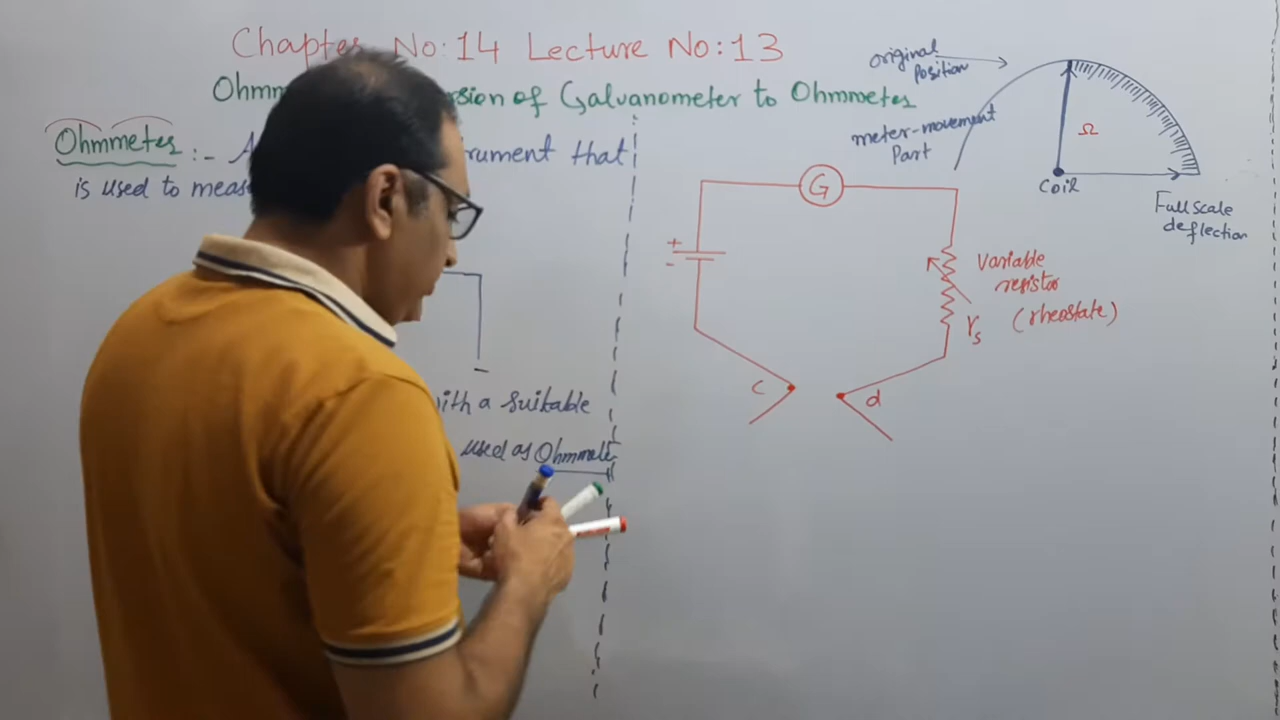 Chapter No:14 Lecture No:13
Ohmm sion of Galvanometer to Ohmmeter
Ohmmeter :- A rument that
is used to meas
ith a suitable
used as Ohmmete
original
position
meter-movement
Part
Ω
Coil
Full scale
deflection
G
+
-
Variable
resistor
(rheostate)
rs
c
d